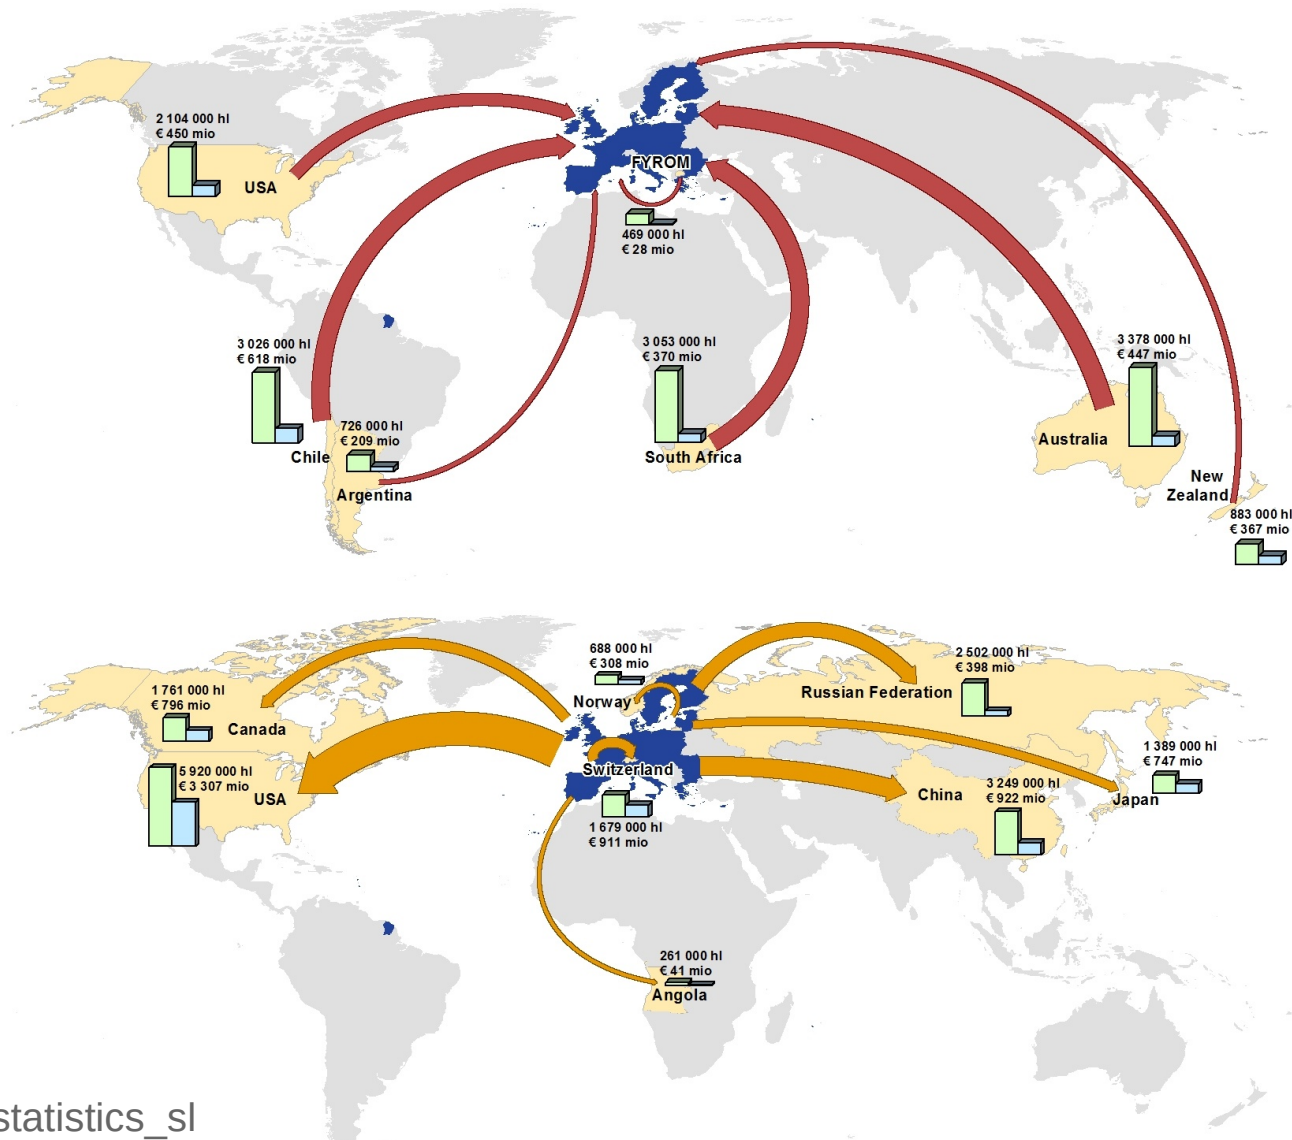 2 104 000 hl
€ 450 mio
USA
FYROM
469 000 hl
€ 28 mio
3 026 000 hl
€ 618 mio
Chile
726 000 hl
€ 209 mio
Argentina
3 053 000 hl
€ 370 mio
South Africa
3 378 000 hl
€ 447 mio
Australia
New
Zealand
883 000 hl
€ 367 mio
1 761 000 hl
€ 796 mio
Canada
5 920 000 hl
€ 3 307 mio
USA
688 000 hl
€ 308 mio
Norway
Switzerland
1 679 000 hl
€ 911 mio
2 502 000 hl
€ 398 mio
Russian Federation
1 389 000 hl
€ 747 mio
Japan
3 249 000 hl
€ 922 mio
China
261 000 hl
€ 41 mio
Angola
statistics_sl